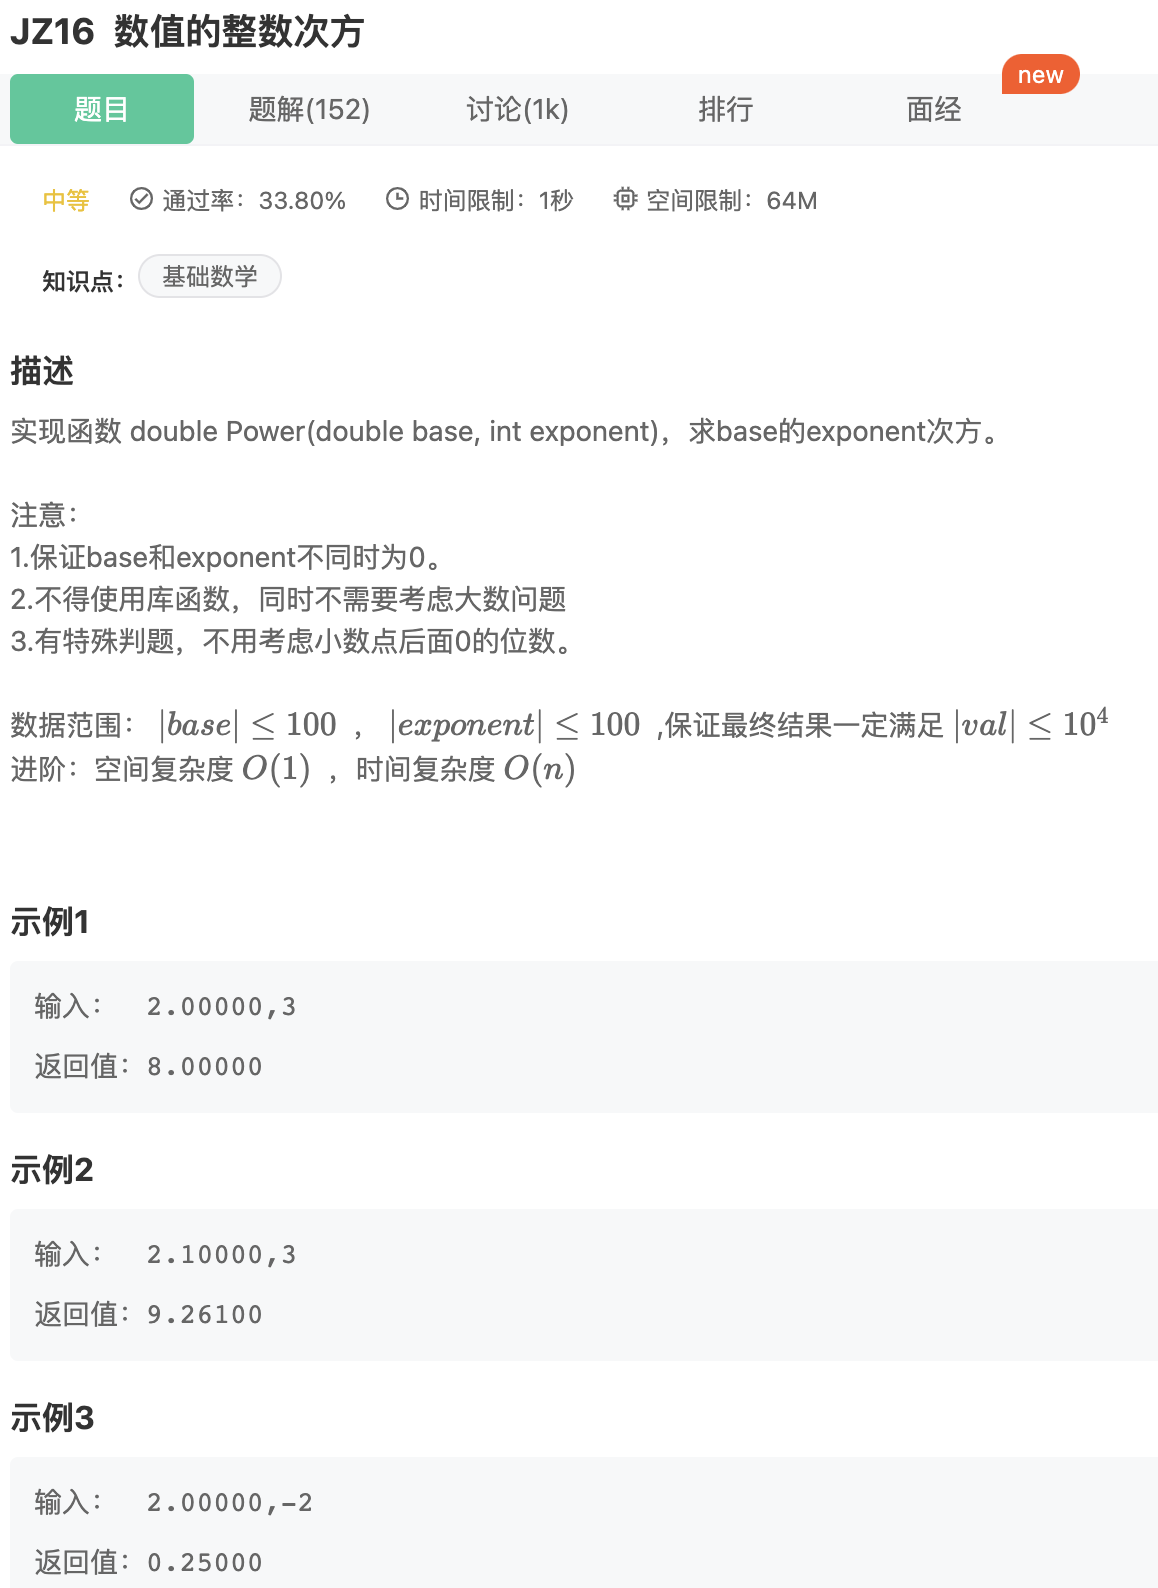 JZ16 数值的整数次方
new
题目 题解(152) 讨论(1k) 排行 面经
中等 通过率：33.80% 时间限制：1秒 空间限制：64M
知识点： 基础数学
描述
实现函数 double Power(double base, int exponent)，求base的exponent次方。
注意：
1.保证base和exponent不同时为0。
2.不得使用库函数，同时不需要考虑大数问题
3.有特殊判题，不用考虑小数点后面0的位数。
数据范围： |base| ≤ 100 ， |exponent| ≤ 100 ,保证最终结果一定满足 |val| ≤ 10⁴
进阶：空间复杂度 O(1) ，时间复杂度 O(n)
示例1
输入： 2.00000,3
返回值：8.00000
示例2
输入： 2.10000,3
返回值：9.26100
示例3
输入： 2.00000,-2
返回值：0.25000